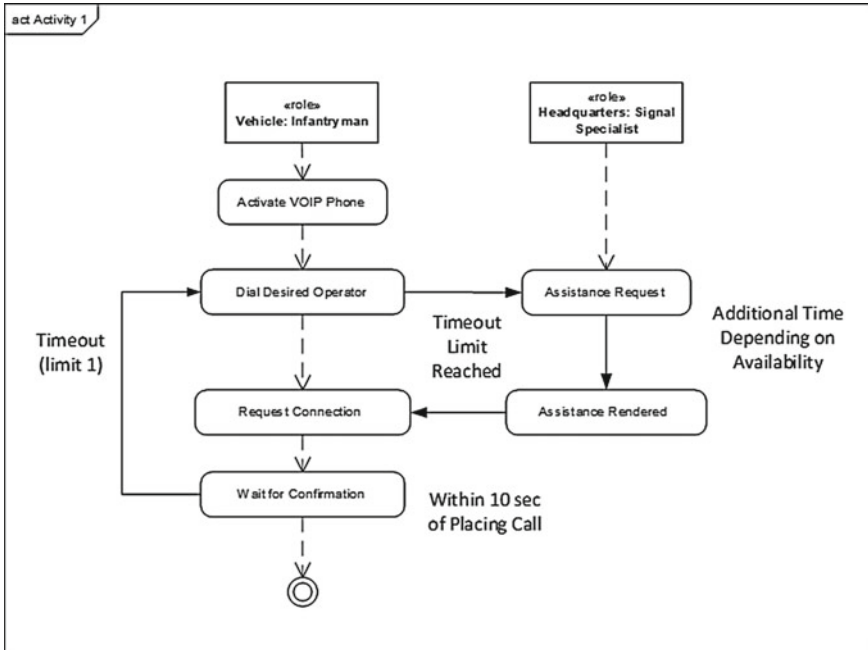 act Activity 1
«role»
Vehicle: Infantryman
«role»
Headquarters: Signal
Specialist
Activate VOIP Phone
Dial Desired Operator
Assistance Request
Timeout
(limit 1)
Timeout
Limit
Reached
Additional Time
Depending on
Availability
Request Connection
Assistance Rendered
Wait for Confirmation
Within 10 sec
of Placing Call